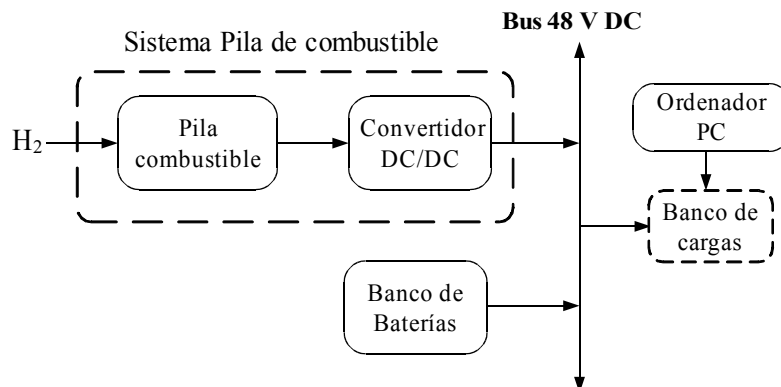 Bus 48 V DC
Sistema Pila de combustible
H₂
Pila
combustible
Convertidor
DC/DC
Ordenador
PC
Banco de
cargas
Banco de
Baterías